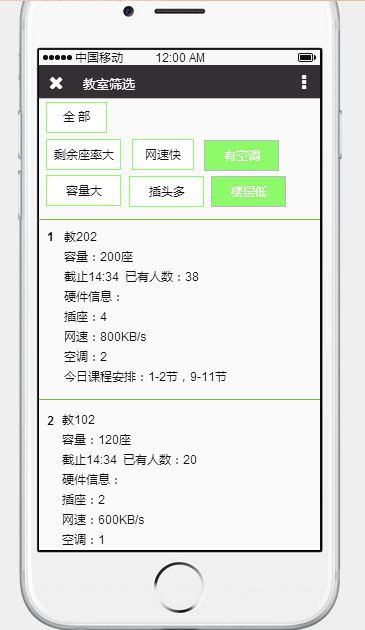 中国移动 12:00 AM
教室筛选
全 部
剩余座率大 网速快 有空调
容量大 插头多 楼层低
1 教202
容量：200座
截止14:34 已有人数：38
硬件信息：
插座：4
网速：800KB/s
空调：2
今日课程安排：1-2节，9-11节
2 教102
容量：120座
截止14:34 已有人数：20
硬件信息：
插座：2
网速：600KB/s
空调：1